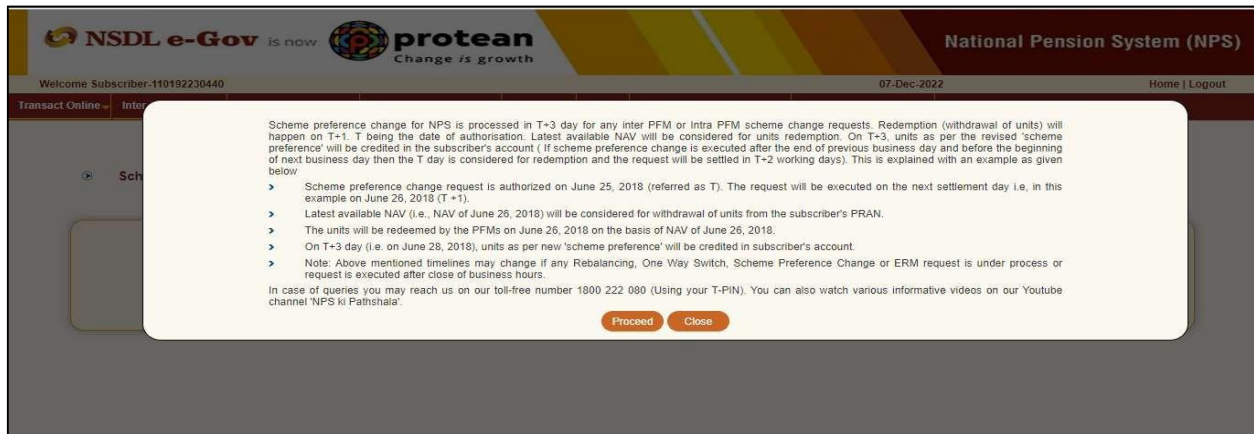 NSDL e-Gov is now protean
Change is growth
National Pension System (NPS)
Welcome Subscriber-110192230440
07-Dec-2022
Home | Logout
Transact Online
Scheme preference change for NPS is processed in T+3 day for any inter PFM or Intra PFM scheme change requests. Redemption (withdrawal of units) will
happen on T+1. T being the date of authorisation. Latest available NAV will be considered for units redemption. On T+3, units as per the revised 'scheme
preference' will be credited in the subscriber's account ( If scheme preference change is executed after the end of previous business day and before the beginning
of next business day then the T day is considered for redemption and the request will be settled in T+2 working days). This is explained with an example as given
below
Scheme preference change request is authorized on June 25, 2018 (referred as T). The request will be executed on the next settlement day i.e, in this
example on June 26, 2018 (T +1).
Latest available NAV (i.e., NAV of June 26, 2018) will be considered for withdrawal of units from the subscriber's PRAN.
The units will be redeemed by the PFMs on June 26, 2018 on the basis of NAV of June 26, 2018.
On T+3 day (i.e. on June 28, 2018), units as per new 'scheme preference' will be credited in subscriber's account.
Note: Above mentioned timelines may change if any Rebalancing, One Way Switch, Scheme Preference Change or ERM request is under process or
request is executed after close of business hours.
In case of queries you may reach us on our toll-free number 1800 222 080 (Using your T-PIN). You can also watch various informative videos on our Youtube
channel 'NPS ki Pathshala'.
Proceed Close